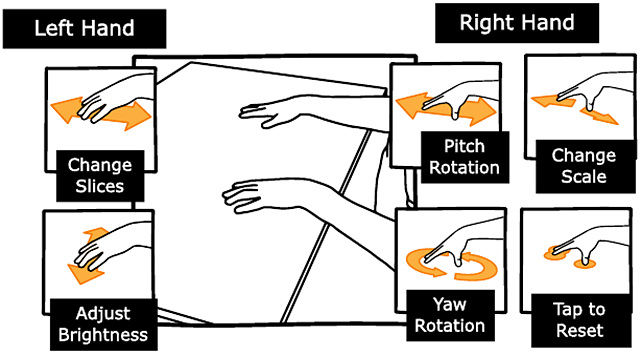 Left Hand
Right Hand
Change
Slices
Pitch
Rotation
Change
Scale
Adjust
Brightness
Yaw
Rotation
Tap to
Reset